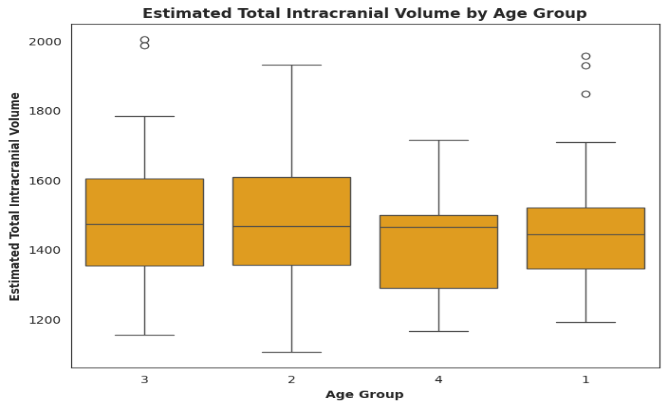 Estimated Total Intracranial Volume by Age Group
Estimated Total Intracranial Volume
2000
1800
1600
1400
1200
3 2 4 1
Age Group